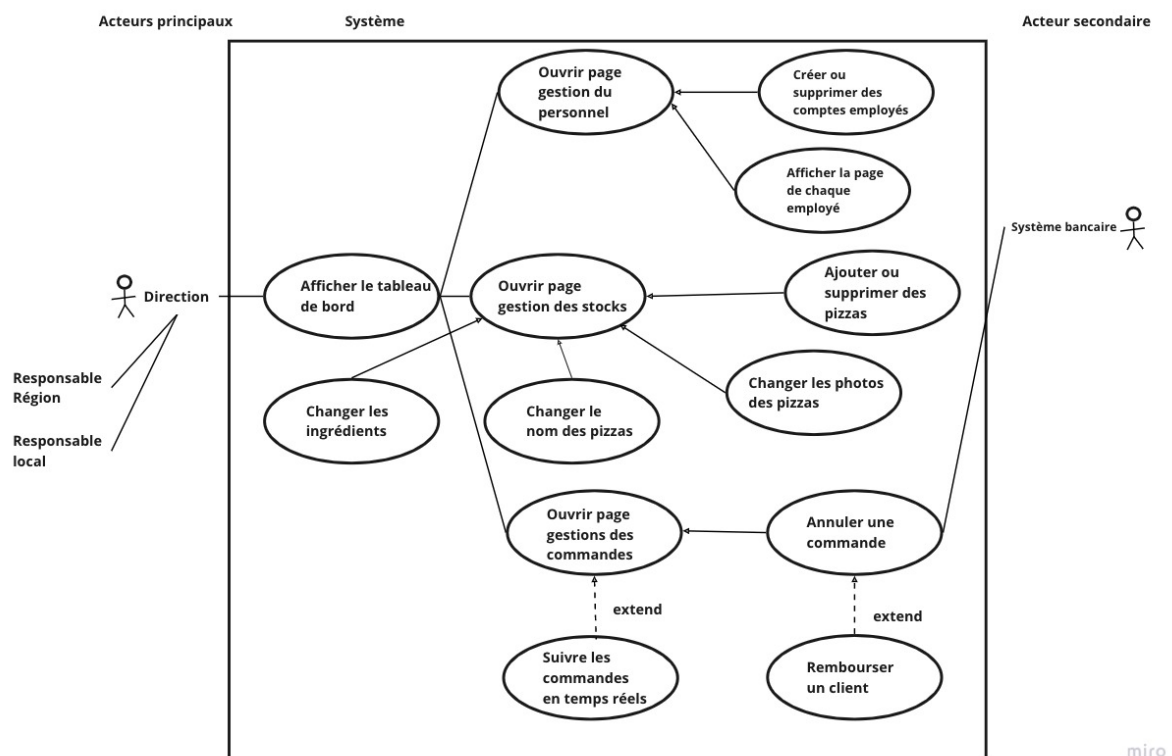 Acteurs principaux
Système
Acteur secondaire
Ouvrir page
gestion du
personnel
Créer ou
supprimer des
comptes employés
Afficher la page
de chaque
employé
Système bancaire
Direction
Afficher le tableau
de bord
Ouvrir page
gestion des stocks
Ajouter ou
supprimer des
pizzas
Responsable
Région
Responsable
local
Changer les
ingrédients
Changer le
nom des pizzas
Changer les photos
des pizzas
Ouvrir page
gestions des
commandes
Annuler une
commande
extend
extend
Suivre les
commandes
en temps réels
Rembourser
un client
miro